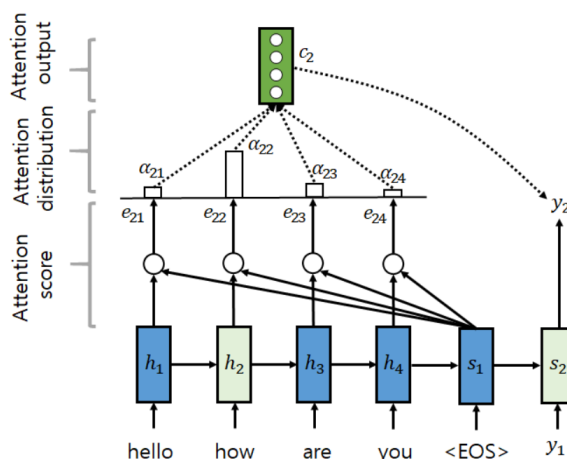 Attention output
c₂
Attention distribution
α₂₁ α₂₂ α₂₃ α₂₄
e₂₁ e₂₂ e₂₃ e₂₄
y₂
Attention score
h₁ h₂ h₃ h₄ s₁ s₂
hello how are you <EOS> y₁